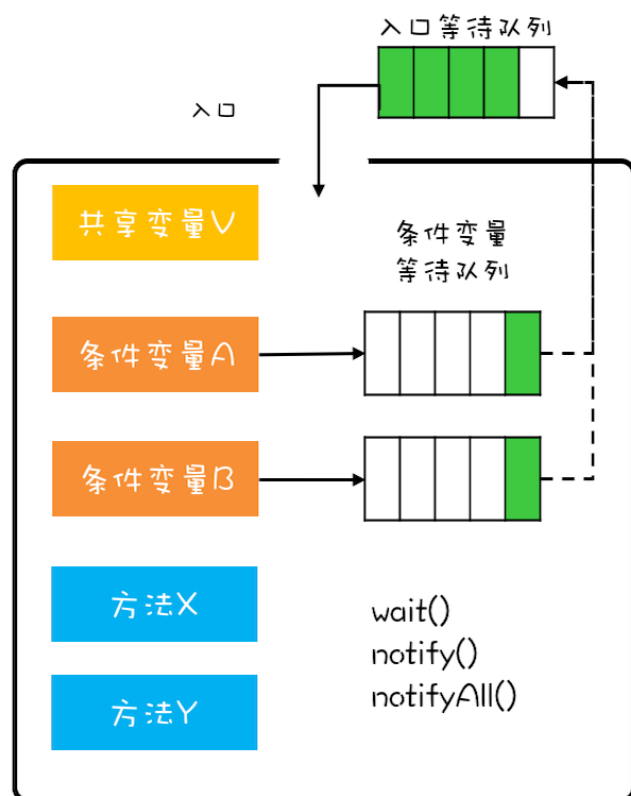 入口等待队列
入口
共享变量V
条件变量
等待队列
条件变量A
条件变量B
方法X
wait()
notify()
notifyAll()
方法Y